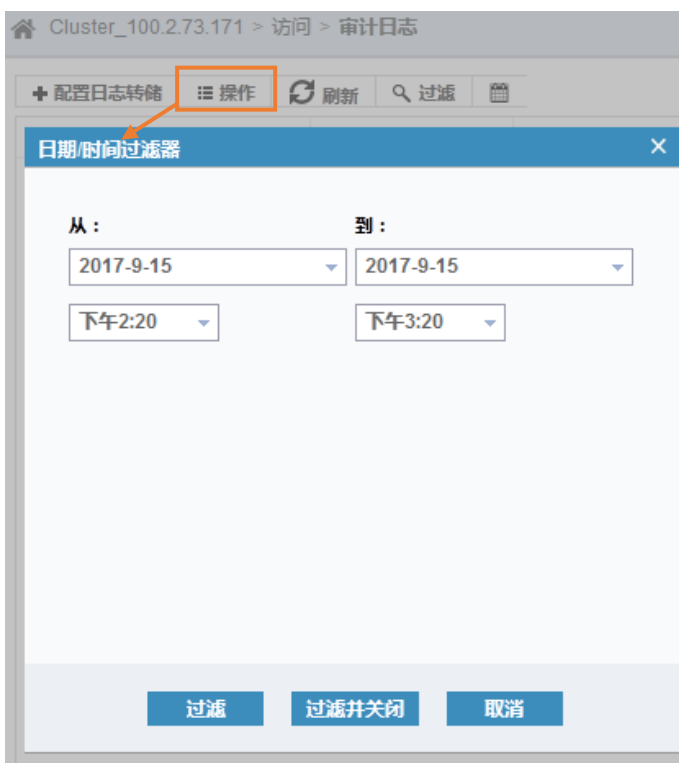 Cluster_100.2.73.171 > 访问 > 审计日志
配置日志转储 操作 刷新 过滤
日期/时间过滤器
从： 到：
2017-9-15 2017-9-15
下午2:20 下午3:20
过滤 过滤并关闭 取消